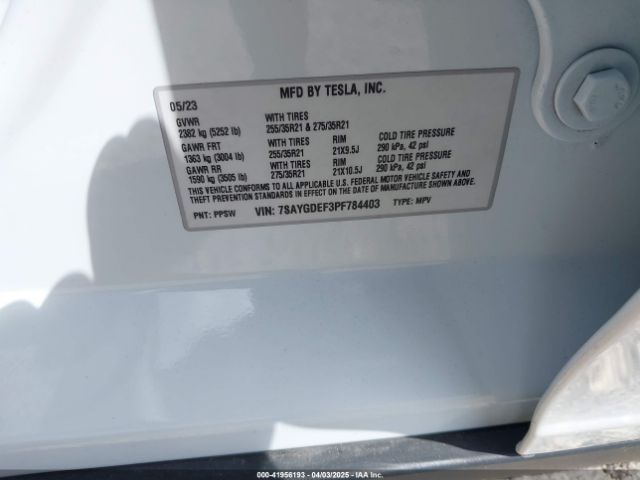 MFD BY TESLA, INC.
05/23
GVWR WITH TIRES
2382 kg (5252 lb) 255/35R21 & 275/35R21
GAWR FRT WITH TIRES RIM COLD TIRE PRESSURE
1363 kg (3004 lb) 255/35R21 21X9.5J 290 kPa, 42 psi
GAWR RR WITH TIRES RIM COLD TIRE PRESSURE
1590 kg (3505 lb) 275/35R21 21X10.5J 290 kPa, 42 psi
THIS VEHICLE CONFORMS TO ALL APPLICABLE U.S. FEDERAL MOTOR VEHICLE SAFETY AND
THEFT PREVENTION STANDARDS IN EFFECT ON THE DATE OF MANUFACTURE SHOWN ABOVE.
PNT: PPSW VIN: 7SAYGDEF3PF784403 TYPE: MPV
000-41956193 - 04/03/2025 - IAA Inc.